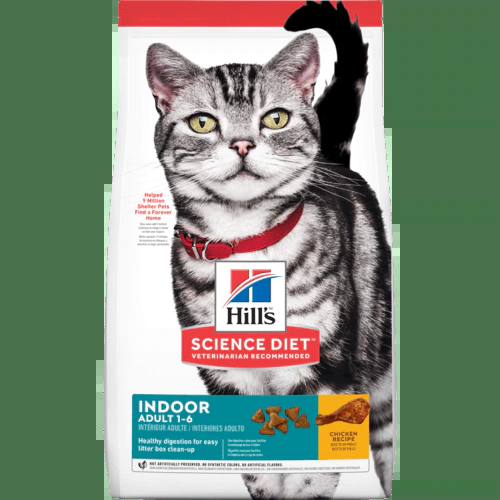 Helped
9 Million
Shelter Pets
Find a Forever
Home
Hill's
SCIENCE DIET™
VETERINARIAN RECOMMENDED
INDOOR
ADULT 1-6
INTÉRIEUR ADULTE / INTERIORES ADULTO
Healthy digestion for easy
litter box clean-up
CHICKEN
RECIPE
NOT ARTIFICIALLY PRESERVED. NO SYNTHETIC COLORS. NO ARTIFICIAL FLAVORS.